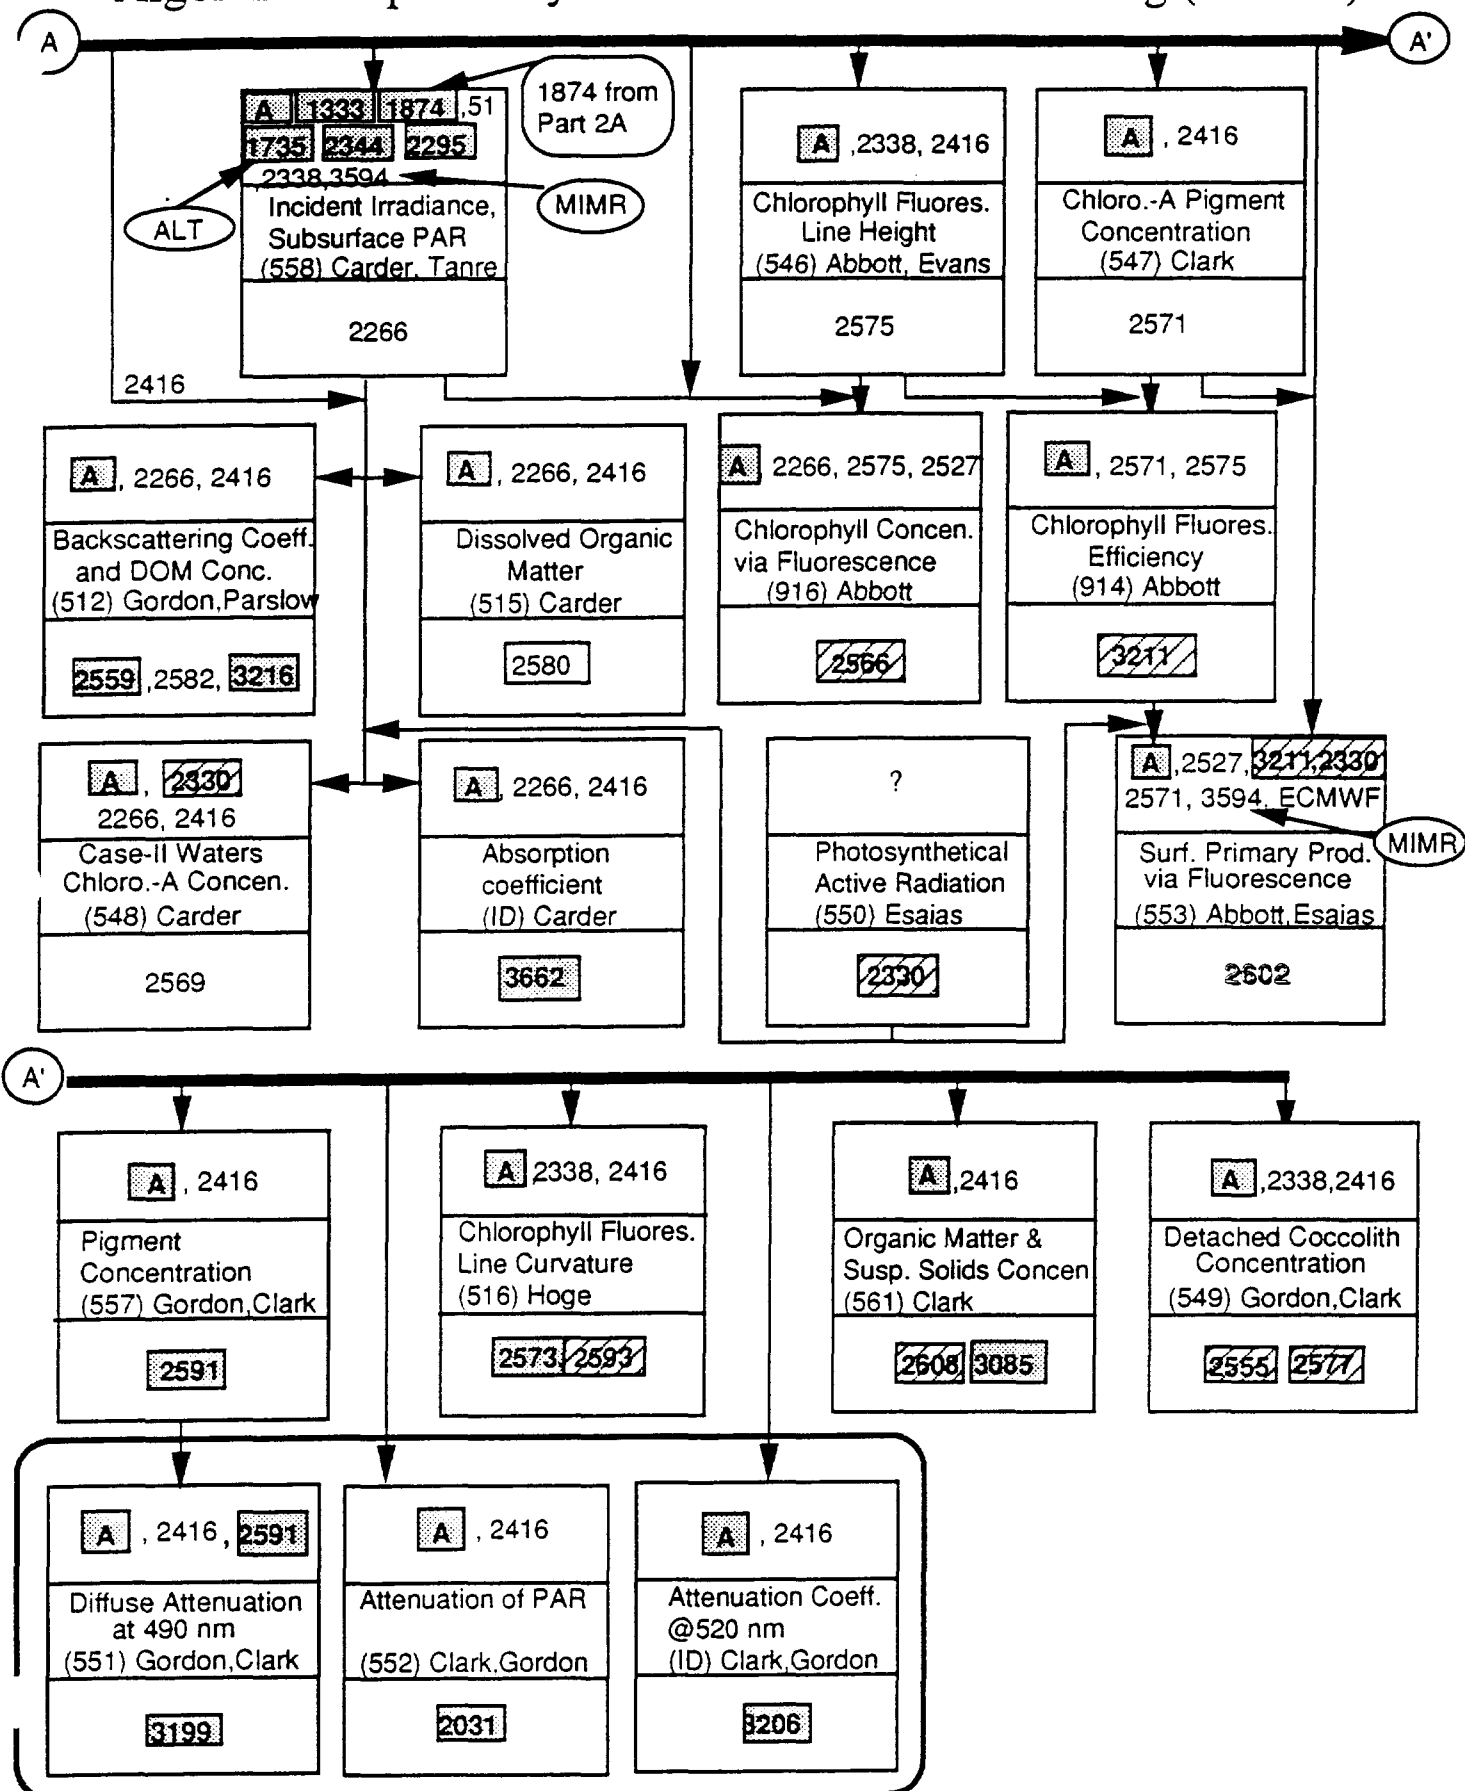 A
A'
A 1333 1874 ,51
1735 2344 2295
,2338,3594
Incident Irradiance,
Subsurface PAR
(558) Carder, Tanre
2266
1874 from
Part 2A
ALT
MIMR
A ,2338, 2416
Chlorophyll Fluores.
Line Height
(546) Abbott, Evans
2575
A , 2416
Chloro.-A Pigment
Concentration
(547) Clark
2571
2416
A , 2266, 2416
Backscattering Coeff.
and DOM Conc.
(512) Gordon,Parslow
2559 ,2582, 3216
A , 2266, 2416
Dissolved Organic
Matter
(515) Carder
2580
A 2266, 2575, 2527
Chlorophyll Concen.
via Fluorescence
(916) Abbott
2566
A , 2571, 2575
Chlorophyll Fluores.
Efficiency
(914) Abbott
3211
A , 2330
2266, 2416
Case-II Waters
Chloro.-A Concen.
(548) Carder
2569
A , 2266, 2416
Absorption
coefficient
(ID) Carder
3662
?
Photosynthetical
Active Radiation
(550) Esaias
2330
A ,2527, 3211,2330
2571, 3594, ECMWF
Surf. Primary Prod.
via Fluorescence
(553) Abbott,Esaias
2602
MIMR
A'
A , 2416
Pigment
Concentration
(557) Gordon,Clark
2591
A ,2338, 2416
Chlorophyll Fluores.
Line Curvature
(516) Hoge
2573, 2593
A ,2416
Organic Matter &
Susp. Solids Concen
(561) Clark
2608 3085
A ,2338,2416
Detached Coccolith
Concentration
(549) Gordon,Clark
2555 2577
A , 2416, 2591
Diffuse Attenuation
at 490 nm
(551) Gordon,Clark
3199
A , 2416
Attenuation of PAR
(552) Clark,Gordon
2031
A , 2416
Attenuation Coeff.
@520 nm
(ID) Clark,Gordon
3206